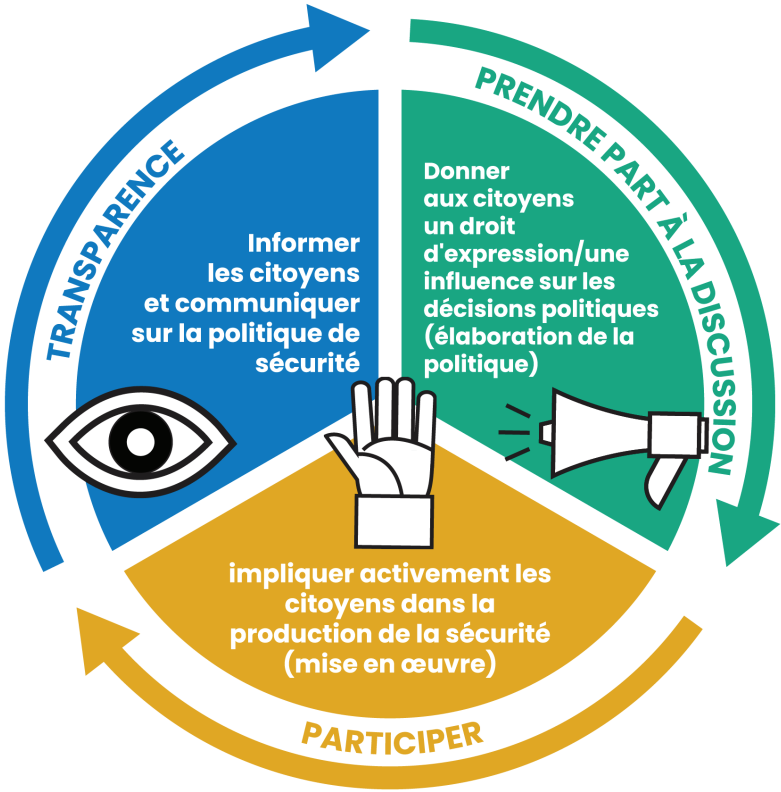 TRANSPARENCE
Informer
les citoyens
et communiquer
sur la politique de
sécurité
PRENDRE PART À LA DISCUSSION
Donner
aux citoyens
un droit
d'expression/une
influence sur les
décisions politiques
(élaboration de la
politique)
impliquer activement les
citoyens dans la
production de la sécurité
(mise en œuvre)
PARTICIPER